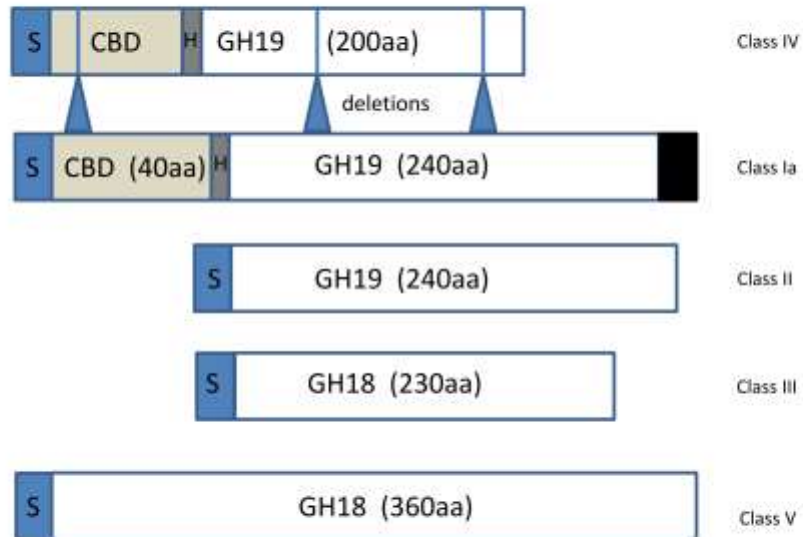 S CBD H GH19 (200aa) Class IV
deletions
S CBD (40aa) H GH19 (240aa) Class Ia
S GH19 (240aa) Class II
S GH18 (230aa) Class III
S GH18 (360aa) Class V